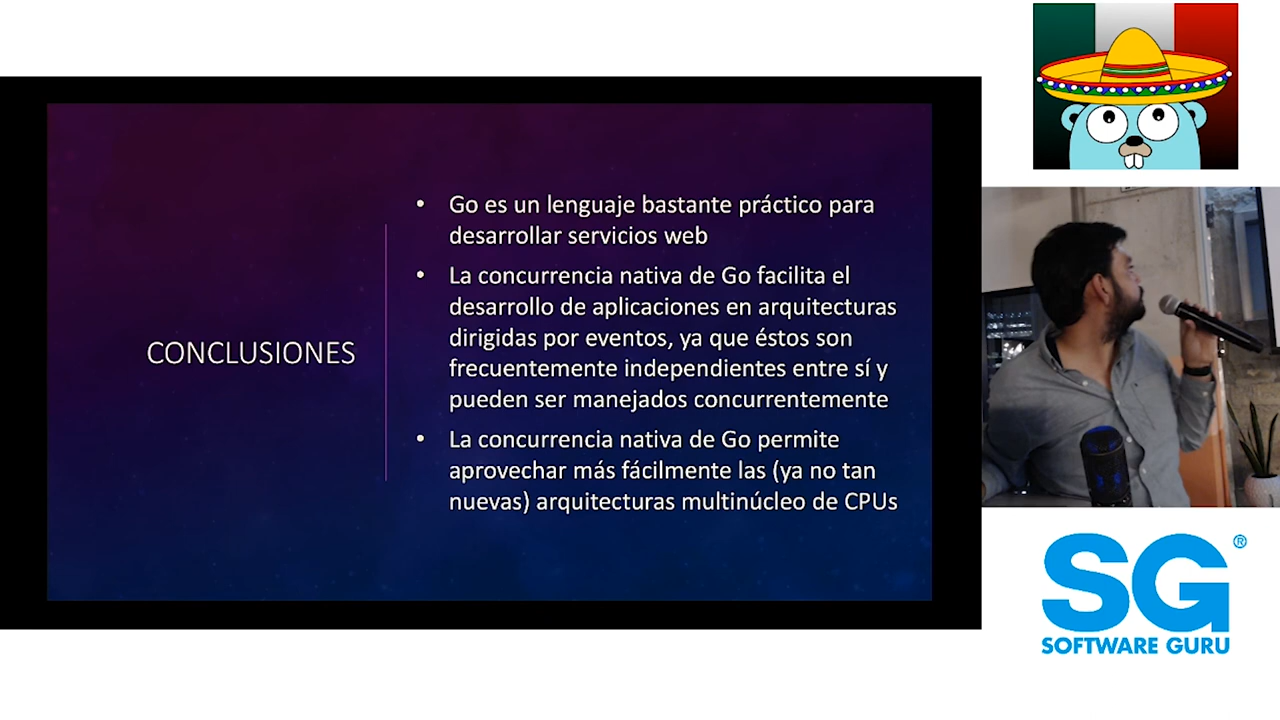 CONCLUSIONES
• Go es un lenguaje bastante práctico para
desarrollar servicios web
• La concurrencia nativa de Go facilita el
desarrollo de aplicaciones en arquitecturas
dirigidas por eventos, ya que éstos son
frecuentemente independientes entre sí y
pueden ser manejados concurrentemente
• La concurrencia nativa de Go permite
aprovechar más fácilmente las (ya no tan
nuevas) arquitecturas multinúcleo de CPUs
SG®
SOFTWARE GURU